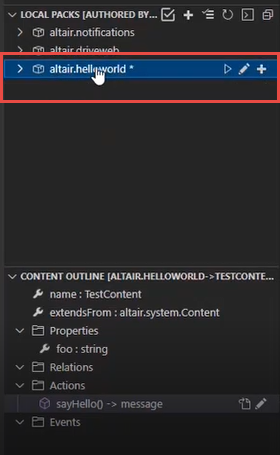 LOCAL PACKS [AUTHORED BY...
altair.notifications
altair.driveweb
altair.helloworld *
CONTENT OUTLINE [ALTAIR.HELLOWORLD->TESTCONTE...
name : TestContent
extendsFrom : altair.system.Content
Properties
foo : string
Relations
Actions
sayHello() -> message
Events